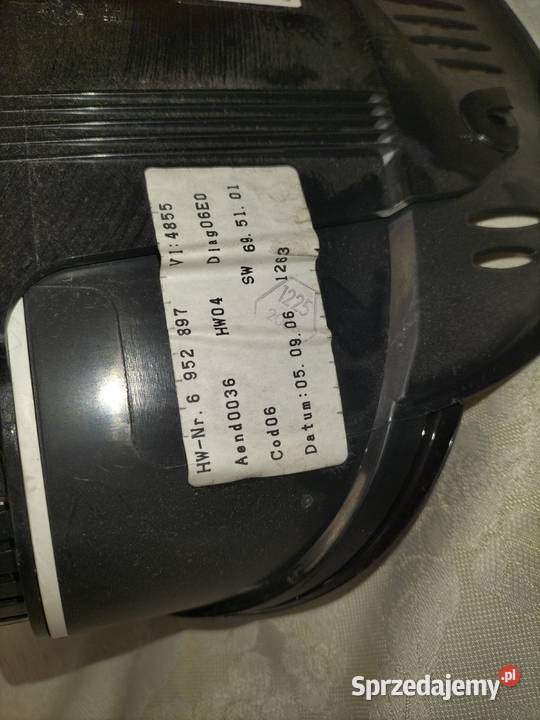 HW-Nr. 6 952 897 VI:4855
Aend0036 HW04 Diag06E0
Cod06 SW 69.51.01
Datum:05.09.06 1263
1225
Sprzedajemy.pl